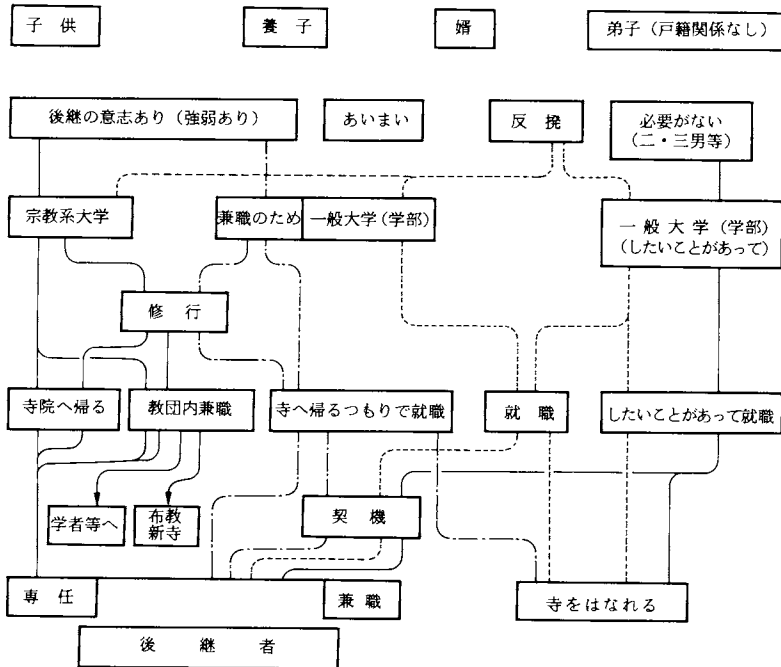 子供
養子
婿
弟子（戸籍関係なし）
後継の意志あり（強弱あり）
あいまい
反撥
必要がない
（二・三男等）
宗教系大学
兼職のため
一般大学（学部）
一般大学（学部）
（したいことがあって）
修行
寺院へ帰る
教団内兼職
寺へ帰るつもりで就職
就職
したいことがあって就職
学者等へ
布教
新寺
契機
専任
兼職
寺をはなれる
後継者